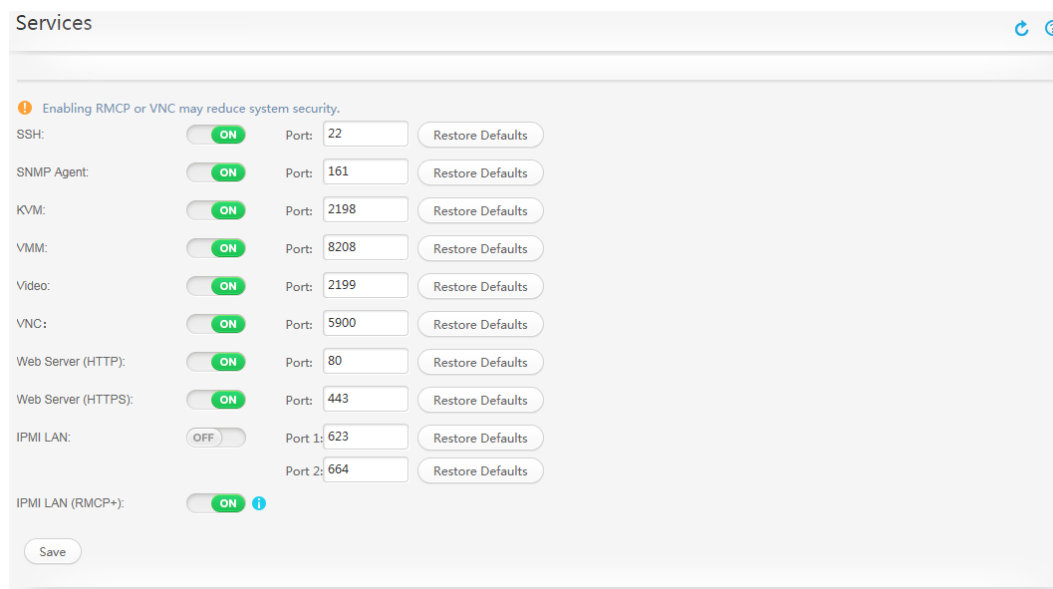 Services
Enabling RMCP or VNC may reduce system security.
SSH: ON Port: 22 Restore Defaults
SNMP Agent: ON Port: 161 Restore Defaults
KVM: ON Port: 2198 Restore Defaults
VMM: ON Port: 8208 Restore Defaults
Video: ON Port: 2199 Restore Defaults
VNC： ON Port: 5900 Restore Defaults
Web Server (HTTP): ON Port: 80 Restore Defaults
Web Server (HTTPS): ON Port: 443 Restore Defaults
IPMI LAN: OFF Port 1: 623 Restore Defaults
Port 2: 664 Restore Defaults
IPMI LAN (RMCP+): ON
Save